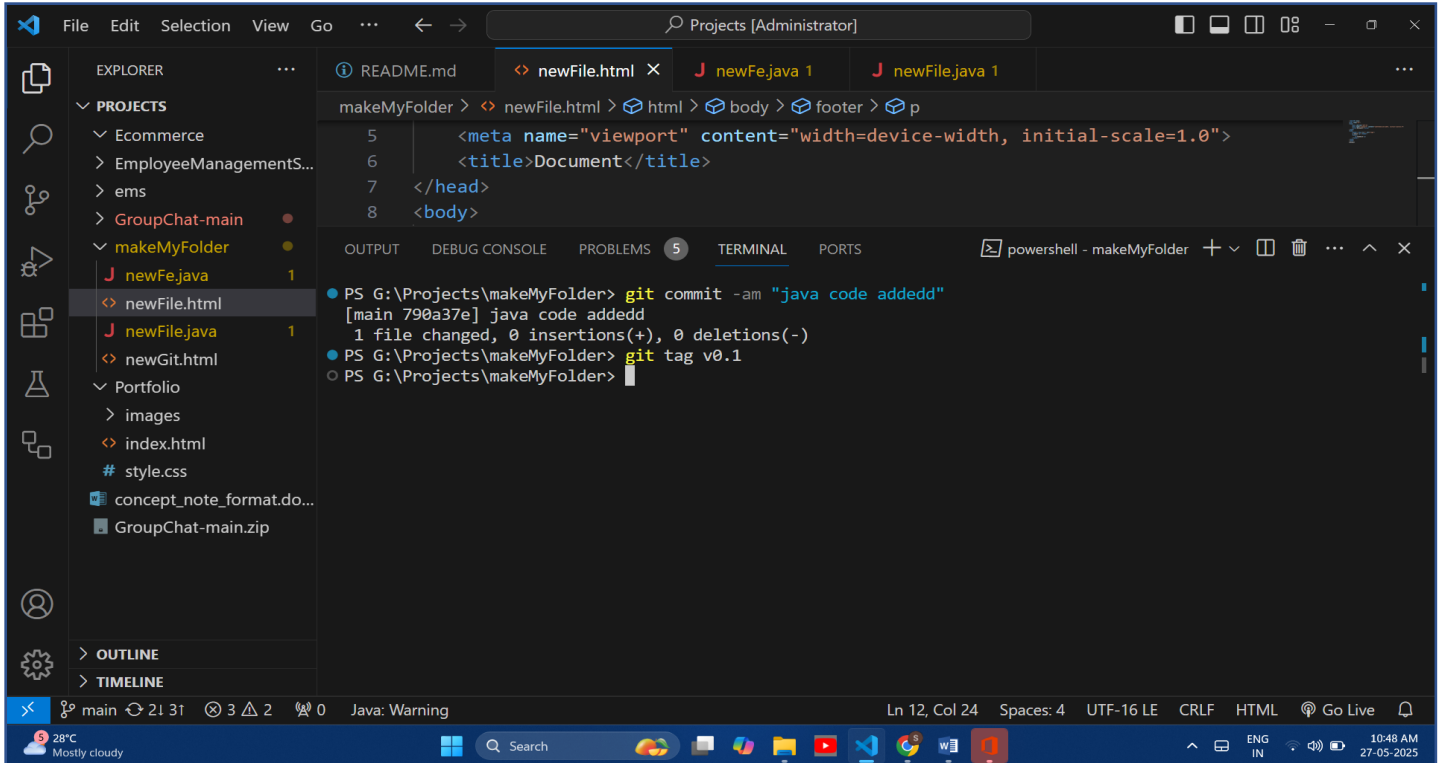 File Edit Selection View Go ··· Projects [Administrator]
EXPLORER ···
PROJECTS
Ecommerce
EmployeeManagementS...
ems
GroupChat-main
makeMyFolder
J newFe.java 1
<> newFile.html
J newFile.java 1
<> newGit.html
Portfolio
images
<> index.html
# style.css
concept_note_format.do...
GroupChat-main.zip
OUTLINE
TIMELINE
README.md <> newFile.html J newFe.java 1 J newFile.java 1 ···
makeMyFolder > <> newFile.html > html > body > footer > p
5 <meta name="viewport" content="width=device-width, initial-scale=1.0">
6 <title>Document</title>
7 </head>
8 <body>
OUTPUT DEBUG CONSOLE PROBLEMS 5 TERMINAL PORTS powershell - makeMyFolder ···
PS G:\Projects\makeMyFolder> git commit -am "java code addedd"
[main 790a37e] java code addedd
1 file changed, 0 insertions(+), 0 deletions(-)
PS G:\Projects\makeMyFolder> git tag v0.1
PS G:\Projects\makeMyFolder>
main 2↓ 3↑ 3 2 0 Java: Warning Ln 12, Col 24 Spaces: 4 UTF-16 LE CRLF HTML Go Live
5 28°C
Mostly cloudy
Search
S
ENG
IN
10:48 AM
27-05-2025